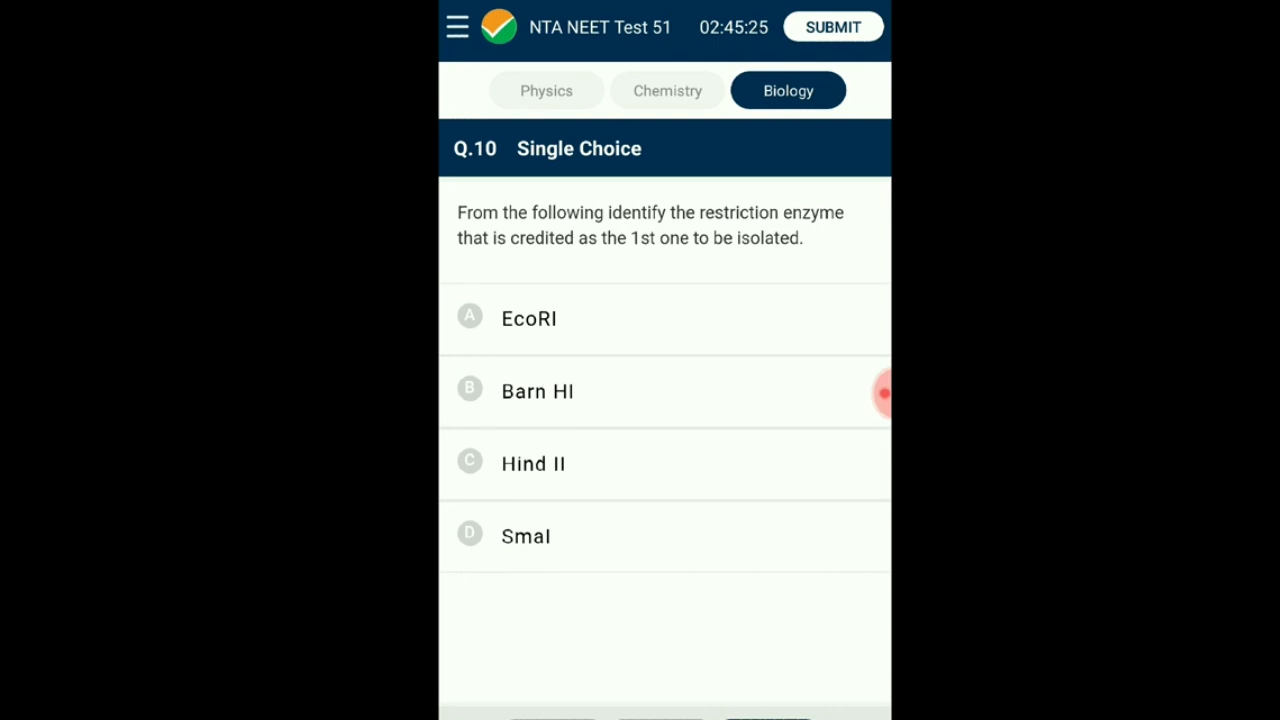 NTA NEET Test 51 02:45:25 SUBMIT
Physics Chemistry Biology
Q.10 Single Choice
From the following identify the restriction enzyme
that is credited as the 1st one to be isolated.
A EcoRI
B Barn HI
C Hind II
D SmaI